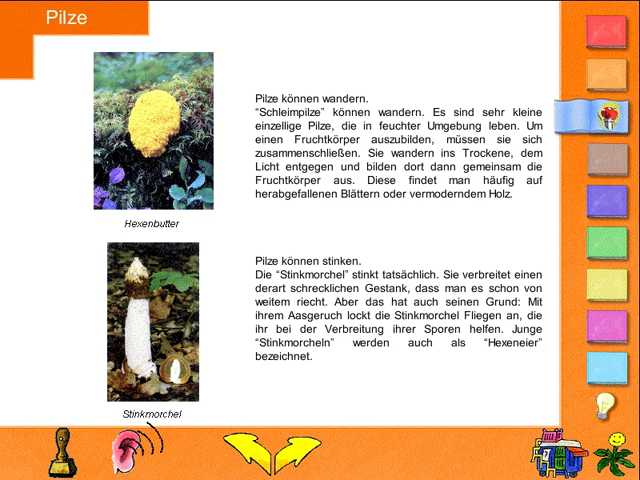 Pilze
Pilze können wandern.
“Schleimpilze” können wandern. Es sind sehr kleine
einzellige Pilze, die in feuchter Umgebung leben. Um
einen Fruchtkörper auszubilden, müssen sie sich
zusammenschließen. Sie wandern ins Trockene, dem
Licht entgegen und bilden dort dann gemeinsam die
Fruchtkörper aus. Diese findet man häufig auf
herabgefallenen Blättern oder vermoderndem Holz.
Hexenbutter
Pilze können stinken.
Die “Stinkmorchel” stinkt tatsächlich. Sie verbreitet einen
derart schrecklichen Gestank, dass man es schon von
weitem riecht. Aber das hat auch seinen Grund: Mit
ihrem Aasgeruch lockt die Stinkmorchel Fliegen an, die
ihr bei der Verbreitung ihrer Sporen helfen. Junge
“Stinkmorcheln” werden auch als “Hexeneier”
bezeichnet.
Stinkmorchel